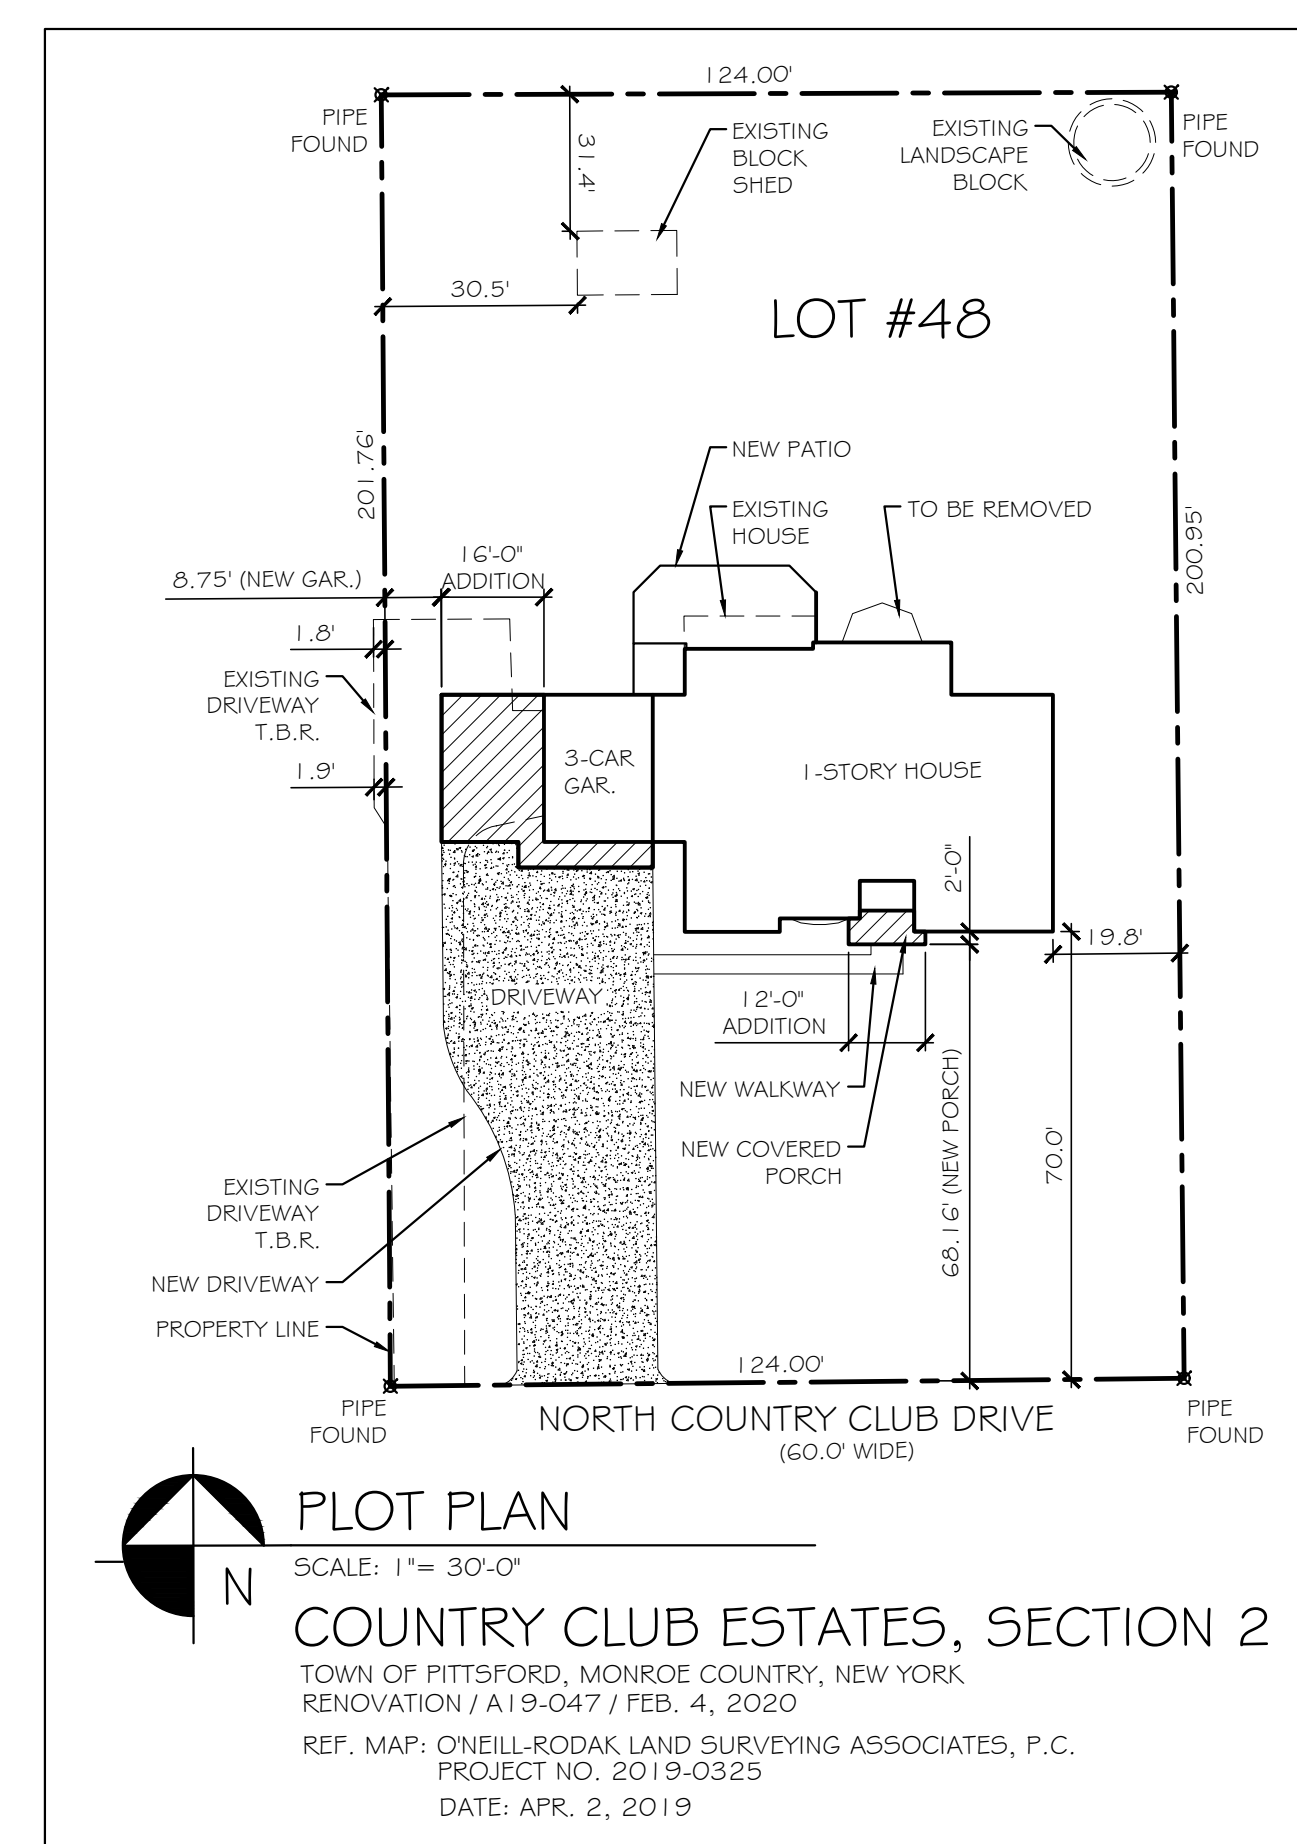 124.00'
PIPE
FOUND
31.4'
EXISTING
BLOCK
SHED
EXISTING
LANDSCAPE
BLOCK
PIPE
FOUND
30.5'
LOT #48
201.76'
NEW PATIO
EXISTING
HOUSE
TO BE REMOVED
200.95'
16'-0"
ADDITION
8.75' (NEW GAR.)
1.8'
EXISTING
DRIVEWAY
T.B.R.
1.9'
3-CAR
GAR.
1-STORY HOUSE
2'-0"
19.8'
DRIVEWAY
12'-0"
ADDITION
NEW WALKWAY
NEW COVERED
PORCH
68.16' (NEW PORCH)
70.0'
EXISTING
DRIVEWAY
T.B.R.
NEW DRIVEWAY
PROPERTY LINE
124.00'
PIPE
FOUND
NORTH COUNTRY CLUB DRIVE
(60.0' WIDE)
PIPE
FOUND
PLOT PLAN
SCALE: 1"= 30'-0"
N
COUNTRY CLUB ESTATES, SECTION 2
TOWN OF PITTSFORD, MONROE COUNTRY, NEW YORK
RENOVATION / A19-047 / FEB. 4, 2020
REF. MAP: O'NEILL-RODAK LAND SURVEYING ASSOCIATES, P.C.
PROJECT NO. 2019-0325
DATE: APR. 2, 2019